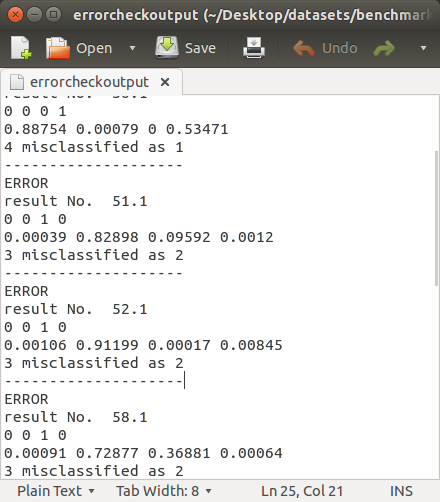 errorcheckoutput (~/Desktop/datasets/benchmark
Open Save Undo
errorcheckoutput ×
result No. 50.1
0 0 0 1
0.88754 0.00079 0 0.53471
4 misclassified as 1
--------------------
ERROR
result No.  51.1
0 0 1 0
0.00039 0.82898 0.09592 0.0012
3 misclassified as 2
--------------------
ERROR
result No.  52.1
0 0 1 0
0.00106 0.91199 0.00017 0.00845
3 misclassified as 2
--------------------
ERROR
result No.  58.1
0 0 1 0
0.00091 0.72877 0.36881 0.00064
3 misclassified as 2
Plain Text Tab Width: 8 Ln 25, Col 21 INS